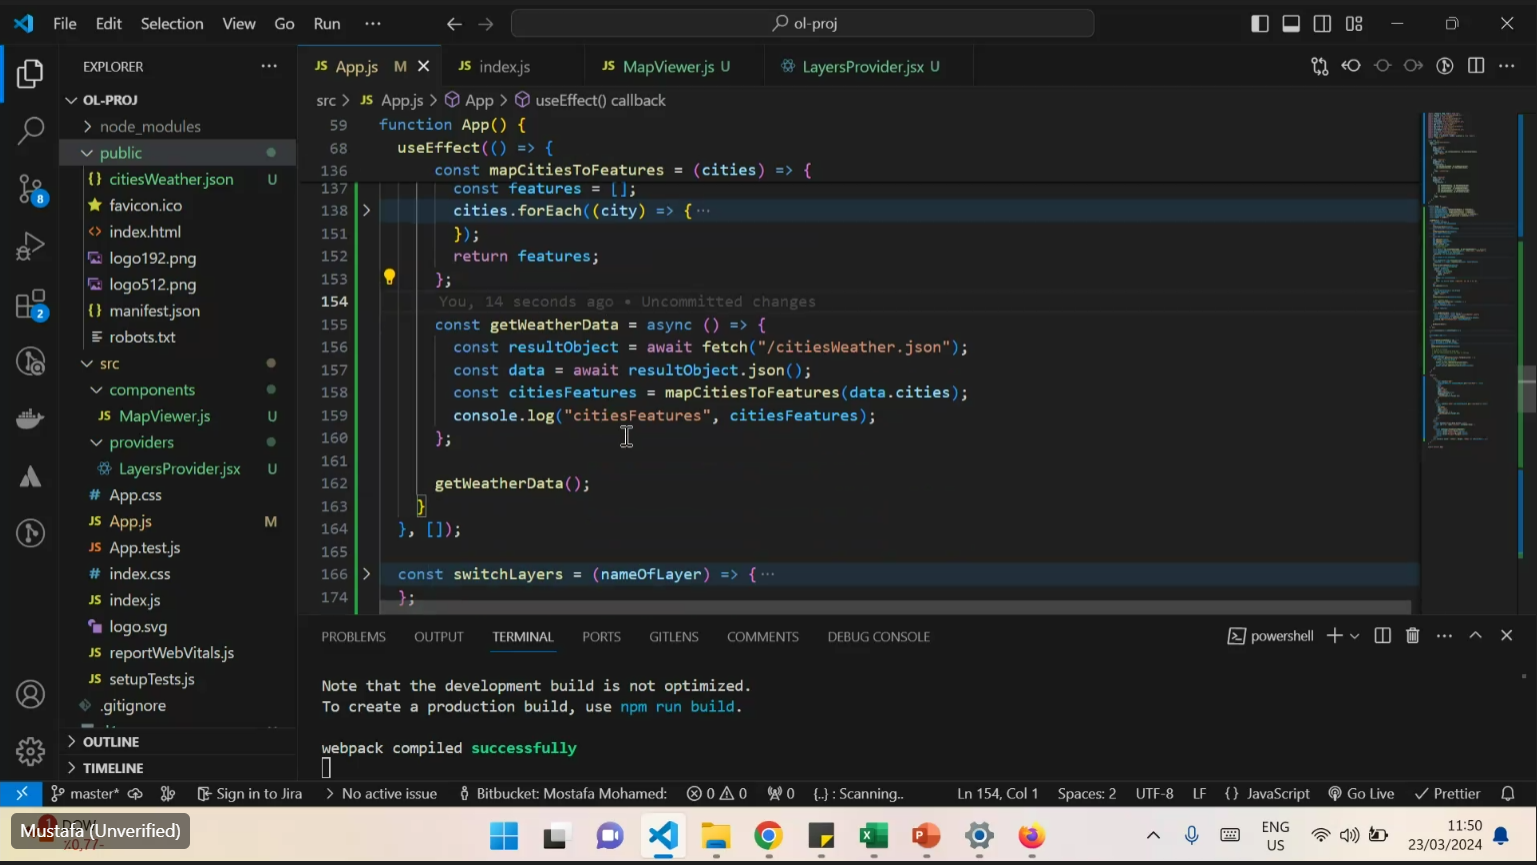 File Edit Selection View Go Run ··· ol-proj
EXPLORER ···
OL-PROJ
node_modules
public
{} citiesWeather.json U
favicon.ico
<> index.html
logo192.png
logo512.png
{} manifest.json
robots.txt
src
components
JS MapViewer.js U
providers
LayersProvider.jsx U
# App.css
JS App.js M
JS App.test.js
# index.css
JS index.js
logo.svg
JS reportWebVitals.js
JS setupTests.js
.gitignore
OUTLINE
TIMELINE
8
2
JS App.js M JS index.js JS MapViewer.js U LayersProvider.jsx U
src > JS App.js > App > useEffect() callback
59 function App() {
68 useEffect(() => {
136 const mapCitiesToFeatures = (cities) => {
137 const features = [];
138 cities.forEach((city) => { ···
151 });
152 return features;
153 };
154 You, 14 seconds ago • Uncommitted changes
155 const getWeatherData = async () => {
156 const resultObject = await fetch("/citiesWeather.json");
157 const data = await resultObject.json();
158 const citiesFeatures = mapCitiesToFeatures(data.cities);
159 console.log("citiesFeatures", citiesFeatures);
160 };
161
162 getWeatherData();
163 }
164 }, []);
165
166 const switchLayers = (nameOfLayer) => { ···
174 };
PROBLEMS OUTPUT TERMINAL PORTS GITLENS COMMENTS DEBUG CONSOLE powershell
Note that the development build is not optimized.
To create a production build, use npm run build.
webpack compiled successfully
master* Sign in to Jira No active issue Bitbucket: Mostafa Mohamed: 0 0 0 {..} : Scanning.. Ln 154, Col 1 Spaces: 2 UTF-8 LF {} JavaScript Go Live Prettier
1 DOW
Mustafa (Unverified)
%0,77-
ENG
US
11:50
23/03/2024